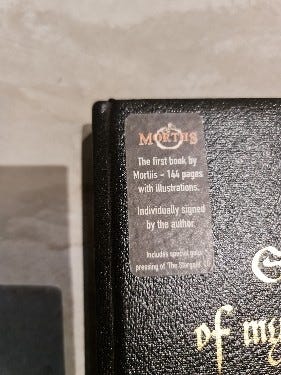 MORTIIS
The first book by
Mortiis - 144 pages
with illustrations.
Individually signed
by the author.
Includes special gold
pressing of 'The Stargate'
S
of my